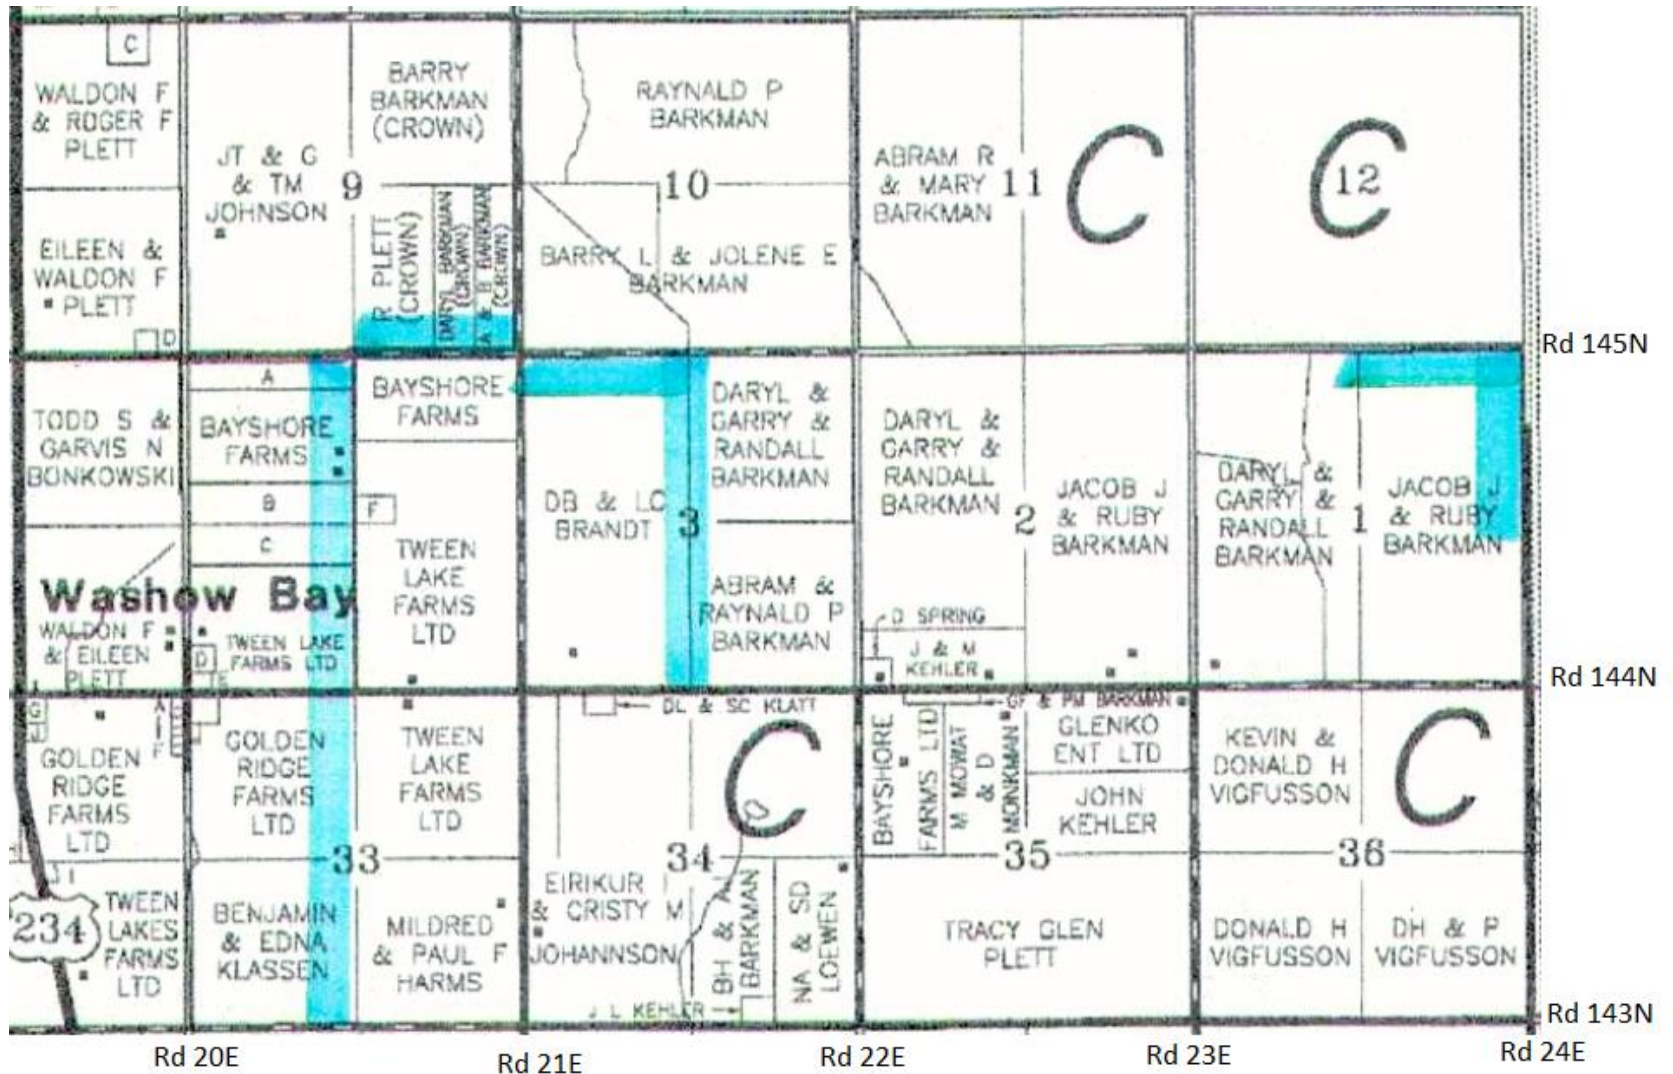 C
WALDON F
& ROGER F
PLETT
EILEEN &
WALDON F
PLETT
D
JT & G
& TM
JOHNSON
9
BARRY
BARKMAN
(CROWN)
R PLETT
(CROWN)
DARYL BARKMAN
(CROWN)
A & B BARKMAN
(CROWN)
RAYNALD P
BARKMAN
10
BARRY L & JOLENE E
BARKMAN
ABRAM R
& MARY
BARKMAN
11
C
C
12
Rd 145N
TODD S &
GARVIS N
BONKOWSKI
A
BAYSHORE
FARMS
B
C
BAYSHORE
FARMS
F
TWEEN
LAKE
FARMS
LTD
Washow Bay
WALDON F
& EILEEN
PLETT
D
E
TWEEN LAKE
FARMS LTD
DB & LC
BRANDT
3
DARYL &
GARRY &
RANDALL
BARKMAN
ABRAM &
RAYNALD P
BARKMAN
DARYL &
GARRY &
RANDALL
BARKMAN
2
JACOB J
& RUBY
BARKMAN
D SPRING
J & M
KEHLER
DARYL &
GARRY &
RANDALL
BARKMAN
1
JACOB J
& RUBY
BARKMAN
Rd 144N
G
A
F
GOLDEN
RIDGE
FARMS
LTD
GOLDEN
RIDGE
FARMS
LTD
TWEEN
LAKE
FARMS
LTD
33
234
TWEEN
LAKES
FARMS
LTD
BENJAMIN
& EDNA
KLASSEN
MILDRED
& PAUL F
HARMS
DL & SC KLATT
C
34
EIRIKUR
& CRISTY M
JOHANNSON
BH & AL
BARKMAN
NA & SD
LOEWEN
J L KEHLER
GF & PM BARKMAN
BAYSHORE
FARMS LTD
M MOWAT
& D
MONKMAN
GLENKO
ENT LTD
JOHN
KEHLER
35
TRACY GLEN
PLETT
KEVIN &
DONALD H
VIGFUSSON
C
36
DONALD H
VIGFUSSON
DH & P
VIGFUSSON
Rd 143N
Rd 20E
Rd 21E
Rd 22E
Rd 23E
Rd 24E